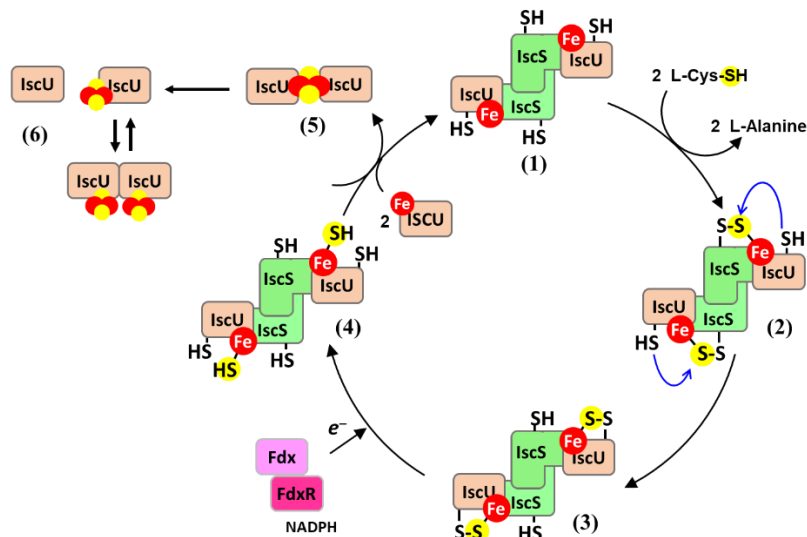 SH
Fe
SH
IscS
IscU
IscU
IscS
Fe
HS
SH
(1)
2 L-Cys-SH
2 L-Alanine
S-S
SH
Fe
IscS
IscU
IscU
IscS
Fe
HS
S-S
(2)
SH
S-S
Fe
IscS
IscU
IscU
IscS
Fe
S-S
HS
(3)
e⁻
Fdx
FdxR
NADPH
SH
SH
SH
Fe
IscS
IscU
IscU
IscS
Fe
HS
HS
SH
(4)
Fe
2 ISCU
IscU IscU
(5)
IscU
IscU
(6)
IscU IscU